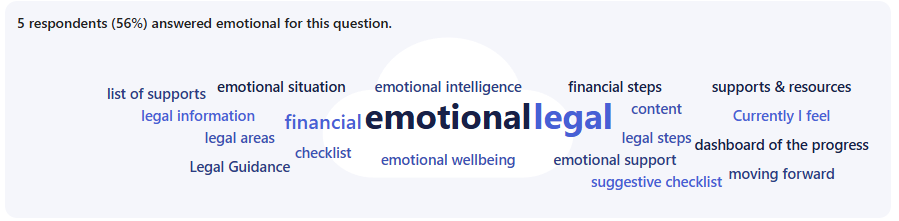 5 respondents (56%) answered emotional for this question.
list of supports
emotional situation
emotional intelligence
financial steps
supports & resources
legal information
financial
emotional
legal
content
Currently I feel
legal areas
legal steps
dashboard of the progress
Legal Guidance
checklist
emotional wellbeing
emotional support
suggestive checklist
moving forward